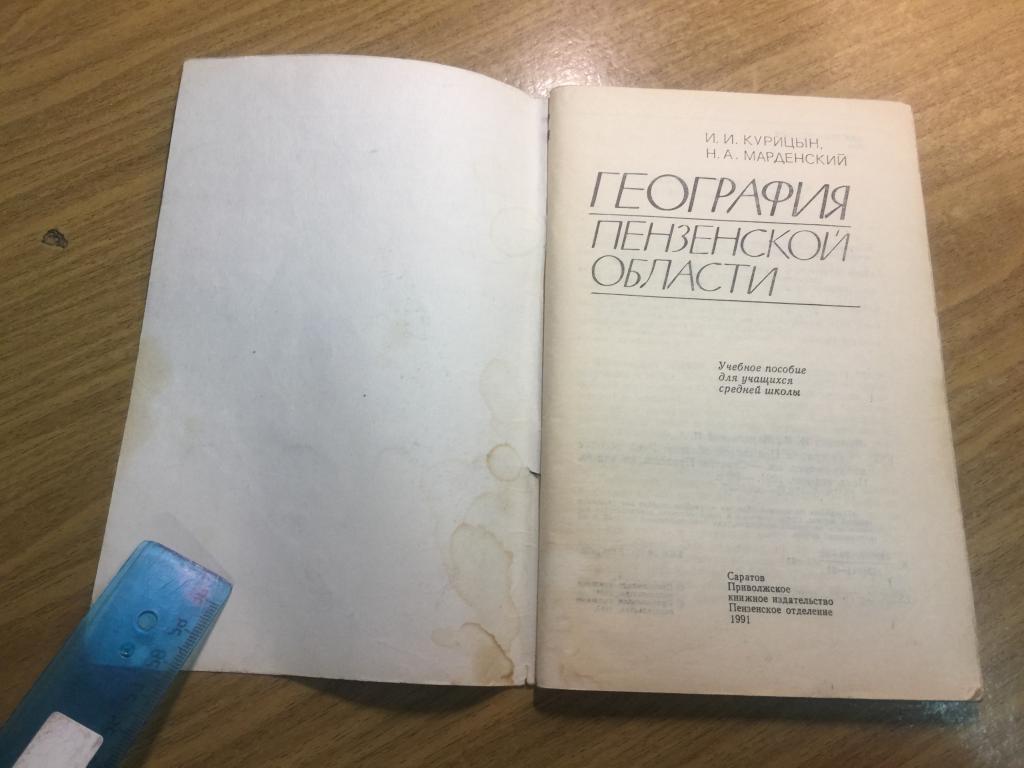 И. И. КУРИЦЫН,
Н. А. МАРДЕНСКИЙ
ГЕОГРАФИЯ
ПЕНЗЕНСКОЙ
ОБЛАСТИ
Учебное пособие
для учащихся
средней школы
Саратов
Приволжское
книжное издательство
Пензенское отделение
1991